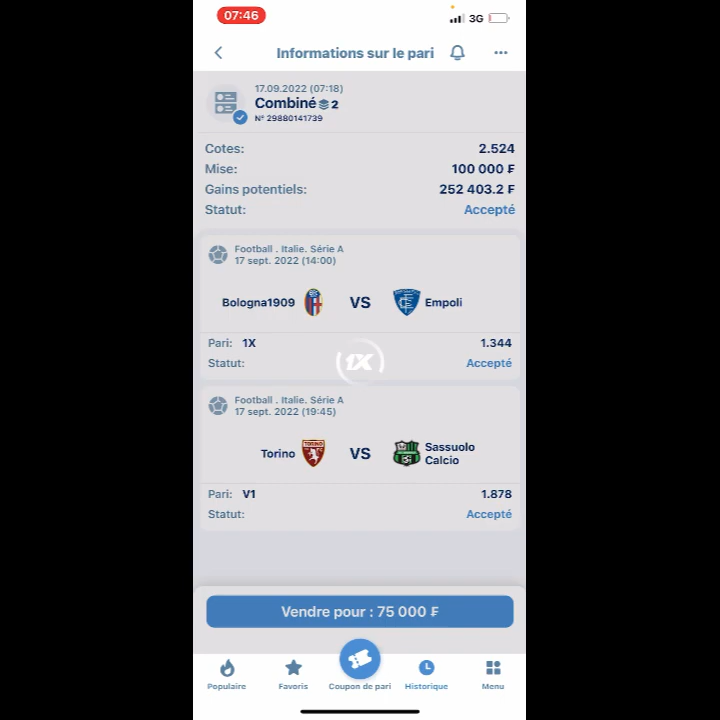 07:46
3G
Informations sur le pari
17.09.2022 (07:18)
Combiné 2
N° 29880141739
Cotes: 2.524
Mise: 100 000 ₣
Gains potentiels: 252 403.2 ₣
Statut: Accepté
Football . Italie. Série A
17 sept. 2022 (14:00)
Bologna1909 VS Empoli
Pari: 1X 1.344
1X
Statut: Accepté
Football . Italie. Série A
17 sept. 2022 (19:45)
Torino VS Sassuolo Calcio
Pari: V1 1.878
Statut: Accepté
Vendre pour : 75 000 ₣
Populaire Favoris Coupon de pari Historique Menu